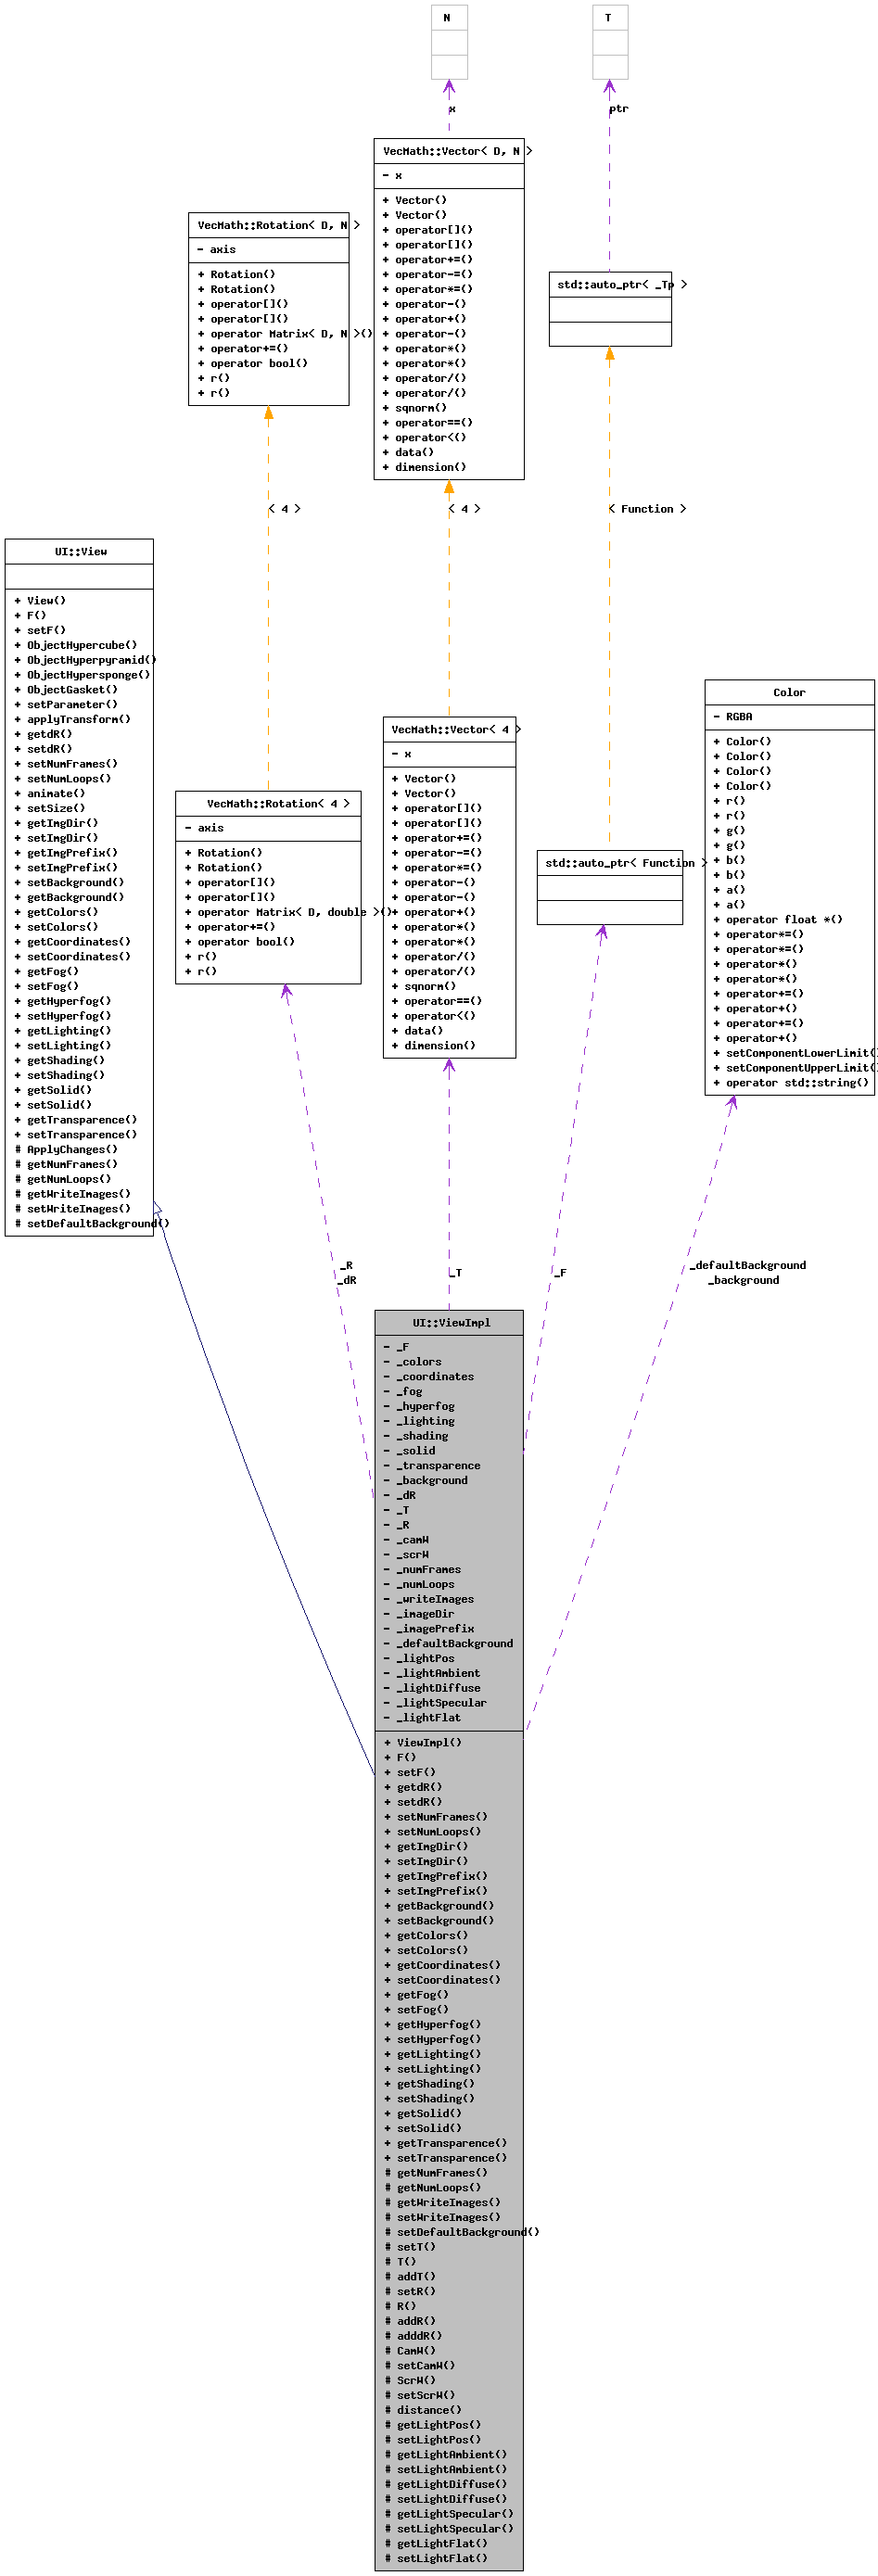 N
T
x
ptr
VecMath::Vector< D, N >
- x
+ Vector()
+ Vector()
+ operator[]()
+ operator[]()
+ operator+=()
+ operator-=()
+ operator*=()
+ operator-()
+ operator+()
+ operator-()
+ operator*()
+ operator*()
+ operator/()
+ operator/()
+ sqnorm()
+ operator==()
+ operator<()
+ data()
+ dimension()
VecMath::Rotation< D, N >
- axis
+ Rotation()
+ Rotation()
+ operator[]()
+ operator[]()
+ operator Matrix< D, N >()
+ operator+=()
+ operator bool()
+ r()
+ r()
std::auto_ptr< _Tp >
< 4 >
< 4 >
< Function >
UI::View
+ View()
+ F()
+ setF()
+ ObjectHypercube()
+ ObjectHyperpyramid()
+ ObjectHypersponge()
+ ObjectGasket()
+ setParameter()
+ applyTransform()
+ getdR()
+ setdR()
+ setNumFrames()
+ setNumLoops()
+ animate()
+ setSize()
+ getImgDir()
+ setImgDir()
+ getImgPrefix()
+ setImgPrefix()
+ setBackground()
+ getBackground()
+ getColors()
+ setColors()
+ getCoordinates()
+ setCoordinates()
+ getFog()
+ setFog()
+ getHyperfog()
+ setHyperfog()
+ getLighting()
+ setLighting()
+ getShading()
+ setShading()
+ getSolid()
+ setSolid()
+ getTransparence()
+ setTransparence()
# ApplyChanges()
# getNumFrames()
# getNumLoops()
# getWriteImages()
# setWriteImages()
# setDefaultBackground()
VecMath::Rotation< 4 >
- axis
+ Rotation()
+ Rotation()
+ operator[]()
+ operator[]()
+ operator Matrix< D, double >()
+ operator+=()
+ operator bool()
+ r()
+ r()
VecMath::Vector< 4 >
- x
+ Vector()
+ Vector()
+ operator[]()
+ operator[]()
+ operator+=()
+ operator-=()
+ operator*=()
+ operator-()
+ operator-()
+ operator+()
+ operator*()
+ operator*()
+ operator/()
+ operator/()
+ sqnorm()
+ operator==()
+ operator<()
+ data()
+ dimension()
std::auto_ptr< Function >
Color
- RGBA
+ Color()
+ Color()
+ Color()
+ Color()
+ r()
+ r()
+ g()
+ g()
+ b()
+ b()
+ a()
+ a()
+ operator float *()
+ operator*=()
+ operator*=()
+ operator*()
+ operator*()
+ operator+=()
+ operator+()
+ operator+=()
+ operator+()
+ setComponentLowerLimit()
+ setComponentUpperLimit()
+ operator std::string()
_R
_dR
_T
_F
_defaultBackground
_background
UI::ViewImpl
- _F
- _colors
- _coordinates
- _fog
- _hyperfog
- _lighting
- _shading
- _solid
- _transparence
- _background
- _dR
- _T
- _R
- _camW
- _scrW
- _numFrames
- _numLoops
- _writeImages
- _imageDir
- _imagePrefix
- _defaultBackground
- _lightPos
- _lightAmbient
- _lightDiffuse
- _lightSpecular
- _lightFlat
+ ViewImpl()
+ F()
+ setF()
+ getdR()
+ setdR()
+ setNumFrames()
+ setNumLoops()
+ getImgDir()
+ setImgDir()
+ getImgPrefix()
+ setImgPrefix()
+ getBackground()
+ setBackground()
+ getColors()
+ setColors()
+ getCoordinates()
+ setCoordinates()
+ getFog()
+ setFog()
+ getHyperfog()
+ setHyperfog()
+ getLighting()
+ setLighting()
+ getShading()
+ setShading()
+ getSolid()
+ setSolid()
+ getTransparence()
+ setTransparence()
# getNumFrames()
# getNumLoops()
# getWriteImages()
# setWriteImages()
# setDefaultBackground()
# setT()
# T()
# addT()
# setR()
# R()
# addR()
# adddR()
# CamW()
# setCamW()
# ScrW()
# setScrW()
# distance()
# getLightPos()
# setLightPos()
# getLightAmbient()
# setLightAmbient()
# getLightDiffuse()
# setLightDiffuse()
# getLightSpecular()
# setLightSpecular()
# getLightFlat()
# setLightFlat()